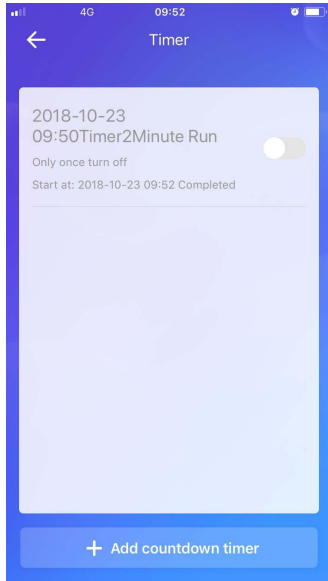 4G 09:52
Timer
2018-10-23
09:50Timer2Minute Run
Only once turn off
Start at: 2018-10-23 09:52 Completed
Add countdown timer